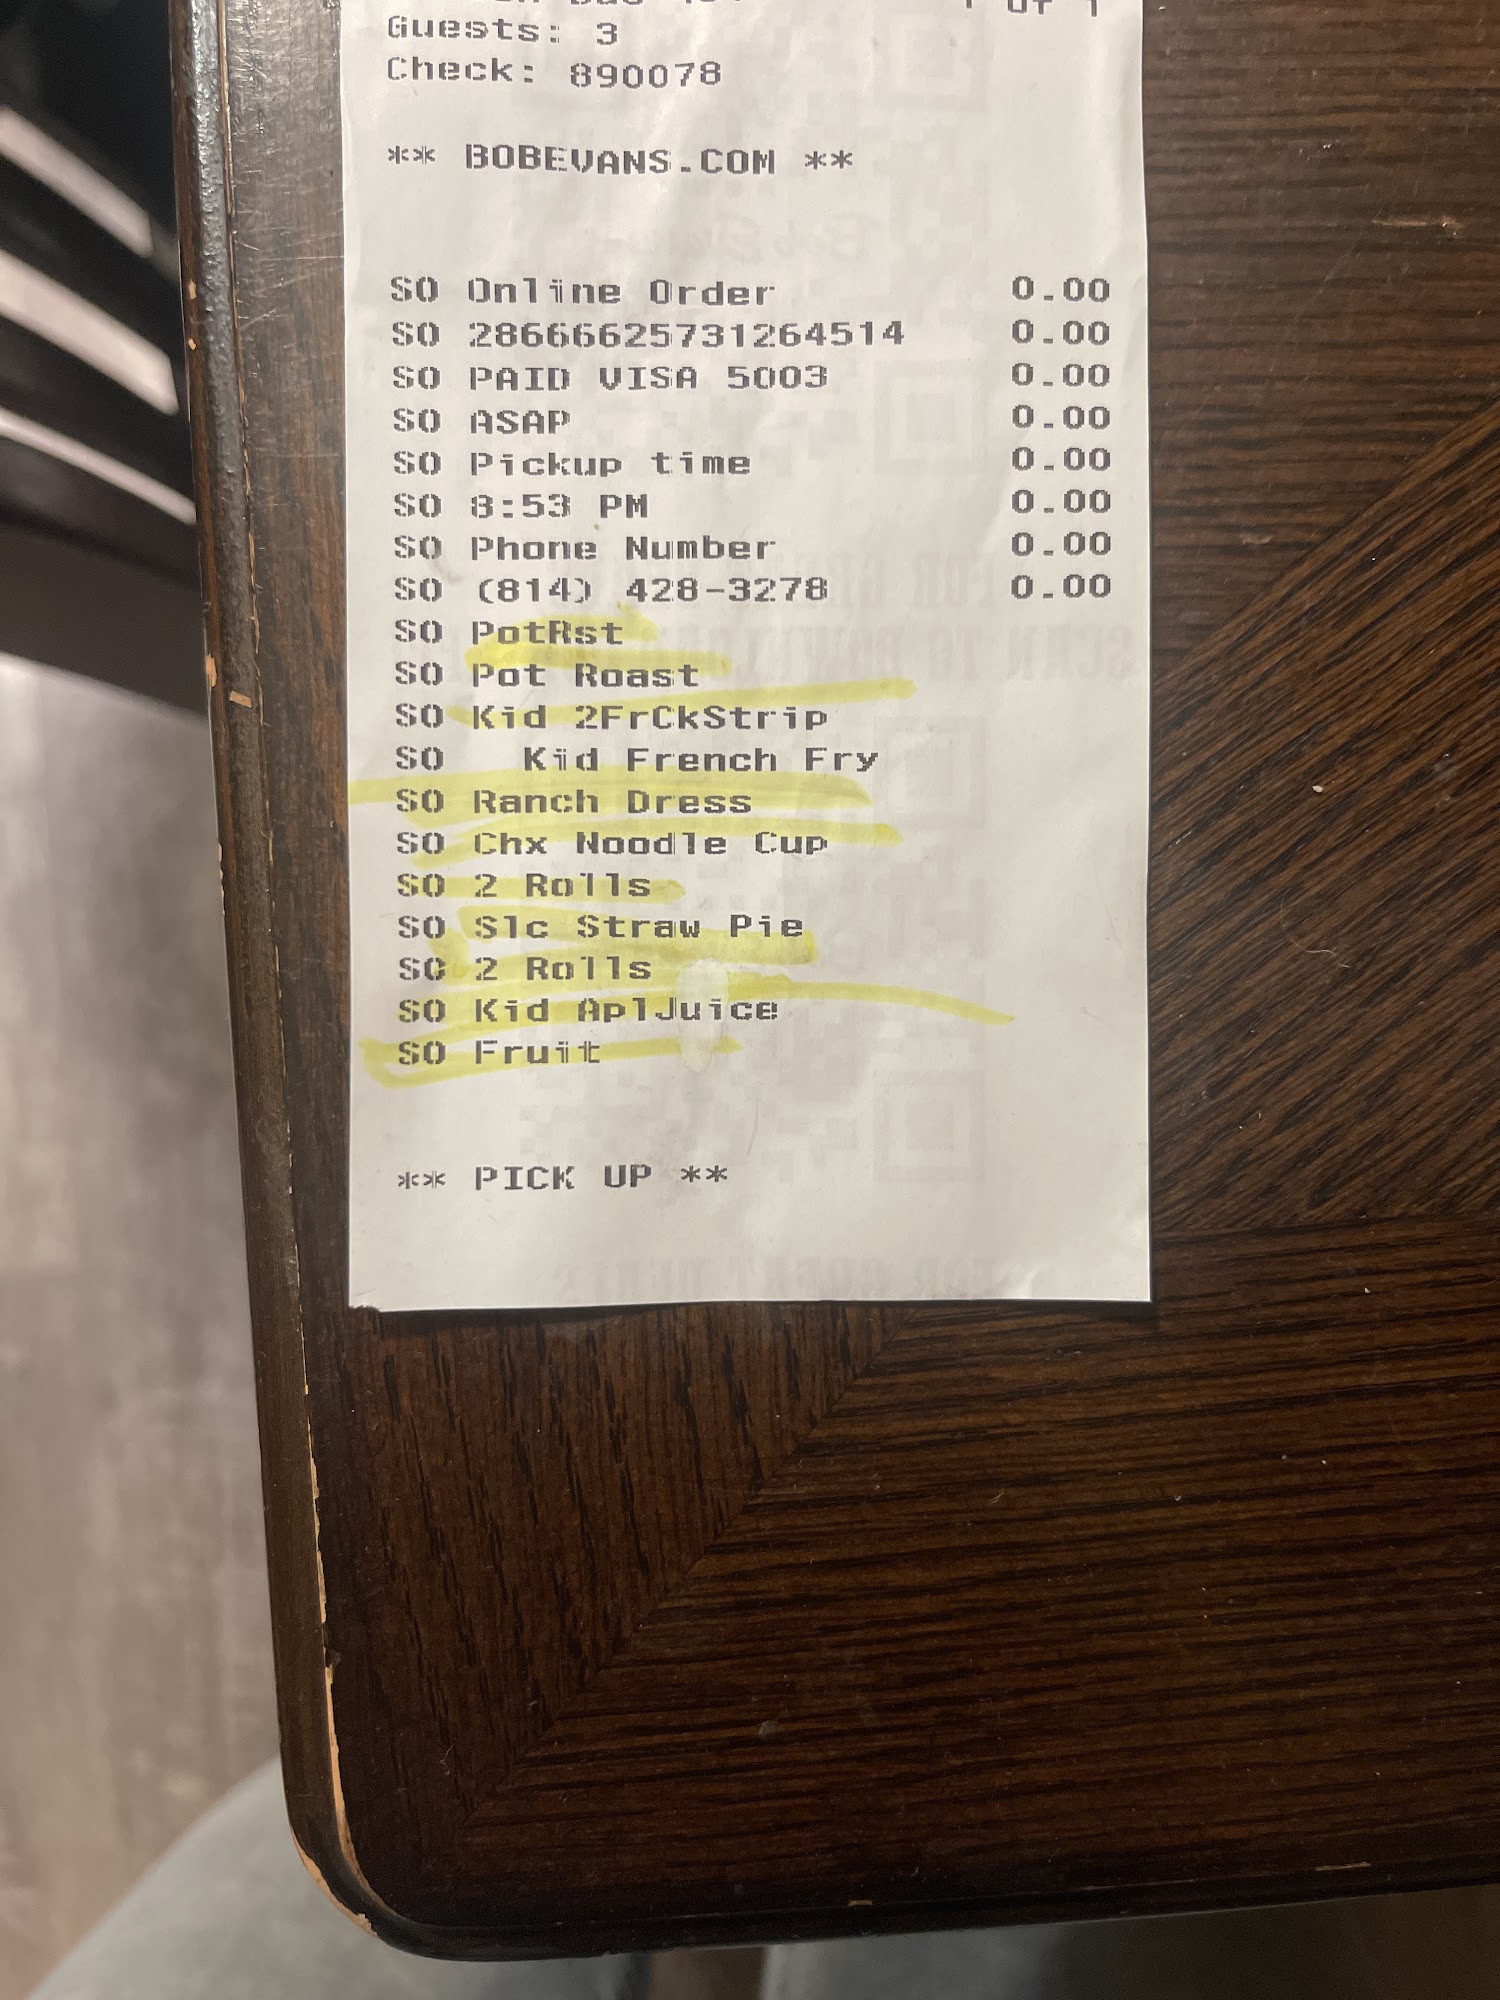 Guests: 3
Check: 890078
** BOBEVANS.COM **
SO Online Order 0.00
SO 28666625731264514 0.00
SO PAID VISA 5003 0.00
SO ASAP 0.00
SO Pickup time 0.00
SO 8:53 PM 0.00
SO Phone Number 0.00
SO (814) 428-3278 0.00
SO PotRst
SO Pot Roast
SO Kid 2FrCkStrip
SO Kid French Fry
SO Ranch Dress
SO Chx Noodle Cup
SO 2 Rolls
SO Slc Straw Pie
SO 2 Rolls
SO Kid AplJuice
SO Fruit
** PICK UP **